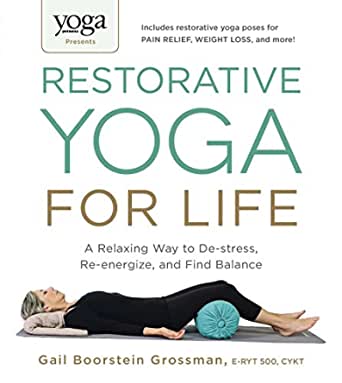 yoga
Presents
Includes restorative yoga poses for
PAIN RELIEF, WEIGHT LOSS, and more!
RESTORATIVE
YOGA
FOR LIFE
A Relaxing Way to De-stress,
Re-energize, and Find Balance
Gail Boorstein Grossman, E-RYT 500, CYKT